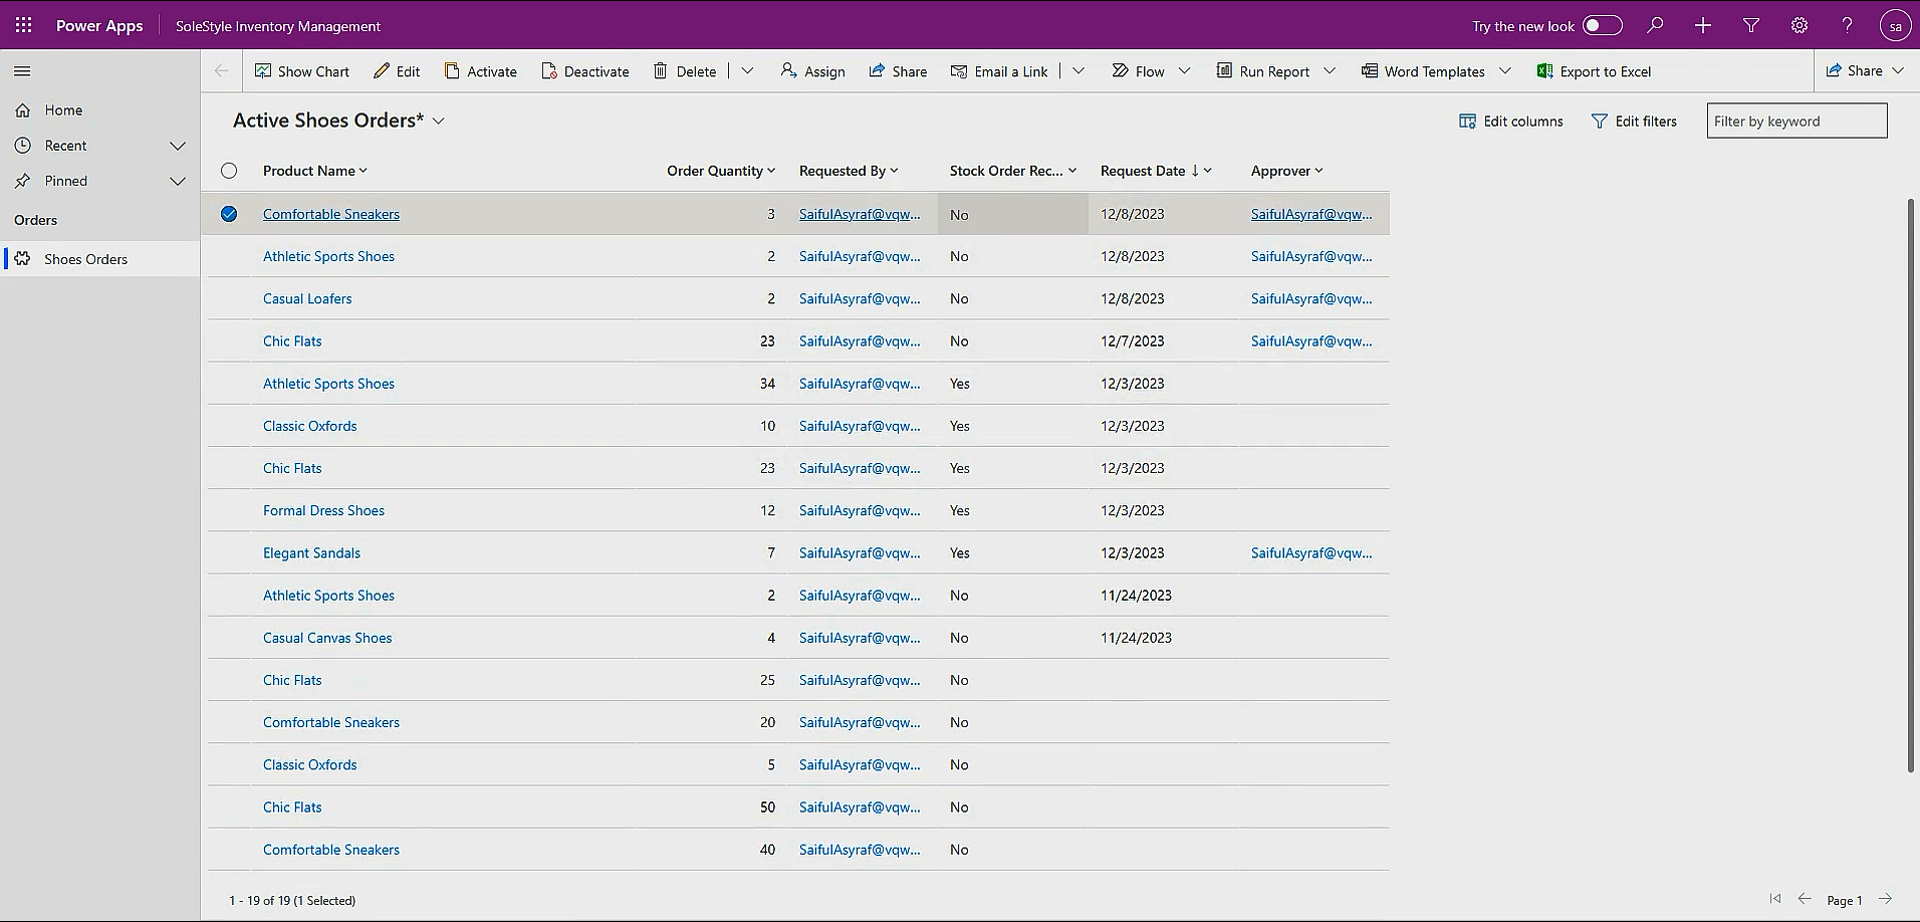 Power Apps SoleStyle Inventory Management Try the new look sa
Show Chart Edit Activate Deactivate Delete Assign Share Email a Link Flow Run Report Word Templates Export to Excel Share
Home
Recent
Pinned
Orders
Shoes Orders
Active Shoes Orders* Edit columns Edit filters Filter by keyword
Product Name Order Quantity Requested By Stock Order Rec... Request Date Approver
Comfortable Sneakers 3 SaifulAsyraf@vqw... No 12/8/2023 SaifulAsyraf@vqw...
Athletic Sports Shoes 2 SaifulAsyraf@vqw... No 12/8/2023 SaifulAsyraf@vqw...
Casual Loafers 2 SaifulAsyraf@vqw... No 12/8/2023 SaifulAsyraf@vqw...
Chic Flats 23 SaifulAsyraf@vqw... No 12/7/2023 SaifulAsyraf@vqw...
Athletic Sports Shoes 34 SaifulAsyraf@vqw... Yes 12/3/2023
Classic Oxfords 10 SaifulAsyraf@vqw... Yes 12/3/2023
Chic Flats 23 SaifulAsyraf@vqw... Yes 12/3/2023
Formal Dress Shoes 12 SaifulAsyraf@vqw... Yes 12/3/2023
Elegant Sandals 7 SaifulAsyraf@vqw... Yes 12/3/2023 SaifulAsyraf@vqw...
Athletic Sports Shoes 2 SaifulAsyraf@vqw... No 11/24/2023
Casual Canvas Shoes 4 SaifulAsyraf@vqw... No 11/24/2023
Chic Flats 25 SaifulAsyraf@vqw... No
Comfortable Sneakers 20 SaifulAsyraf@vqw... No
Classic Oxfords 5 SaifulAsyraf@vqw... No
Chic Flats 50 SaifulAsyraf@vqw... No
Comfortable Sneakers 40 SaifulAsyraf@vqw... No
1 - 19 of 19 (1 Selected) Page 1